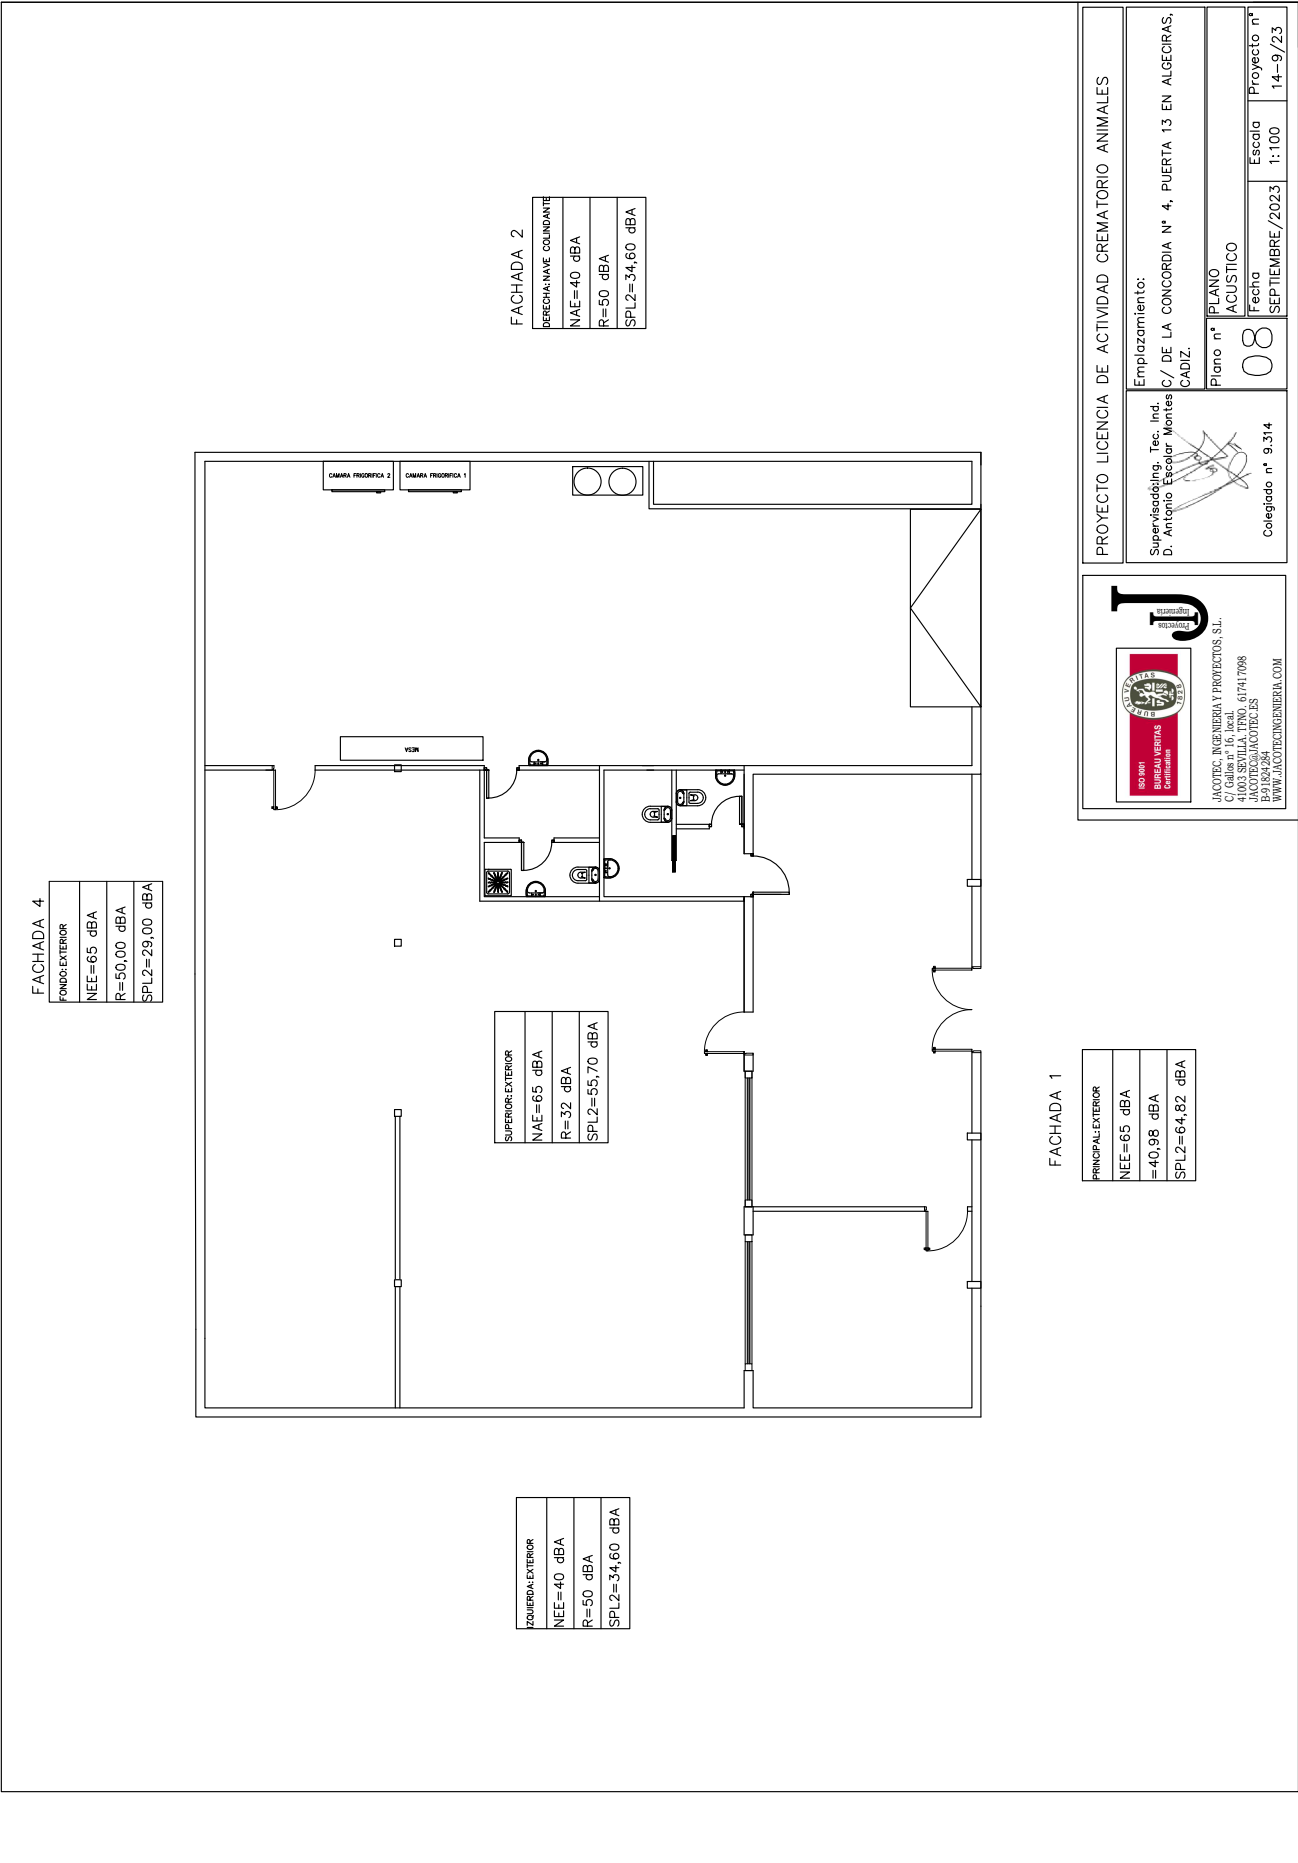 FACHADA 4
FONDO:EXTERIOR
NEE=65 dBA
R=50,00 dBA
SPL2=29,00 dBA
FACHADA 2
DERECHA:NAVE COLINDANTE
NAE=40 dBA
R=50 dBA
SPL2=34,60 dBA
CAMARA FRIGORIFICA 2
CAMARA FRIGORIFICA 1
MESA
SUPERIOR:EXTERIOR
NAE=65 dBA
R=32 dBA
SPL2=55,70 dBA
IZQUIERDA:EXTERIOR
NEE=40 dBA
R=50 dBA
SPL2=34,60 dBA
FACHADA 1
PRINCIPAL:EXTERIOR
NEE=65 dBA
=40,98 dBA
SPL2=64,82 dBA
ISO 9001
BUREAU VERITAS
Certification
BUREAU VERITAS
1828
J
Proyectos
Ingeniería
JACOTEC, INGENIERIA Y PROYECTOS, S.L.
C/ Gallos nº 16, local.
41003 SEVILLA. TFNO. 617417098
JACOTEC@JACOTEC.ES
B-91824284
WWW.JACOTECINGENIERIA.COM
PROYECTO LICENCIA DE ACTIVIDAD CREMATORIO ANIMALES
Supervisado:Ing. Tec. Ind.
D. Antonio Escolar Montes
Colegiado nº 9.314
Emplazamiento:
C/ DE LA CONCORDIA Nº 4, PUERTA 13 EN ALGECIRAS,
CADIZ.
Plano nº
08
PLANO
ACUSTICO
Fecha
SEPTIEMBRE/2023
Escala
1:100
Proyecto nº
14-9/23